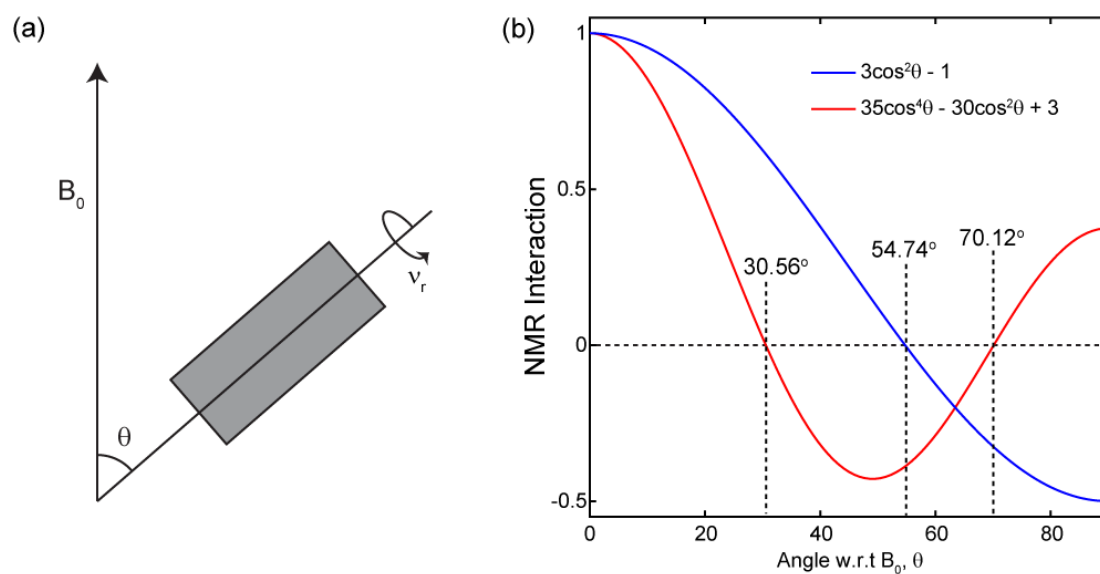 (a)
B₀
θ
νᵣ
(b)
1
0.5
0
-0.5
NMR Interaction
3cos²θ - 1
35cos⁴θ - 30cos²θ + 3
30.56°
54.74°
70.12°
0
20
40
60
80
Angle w.r.t B₀, θ